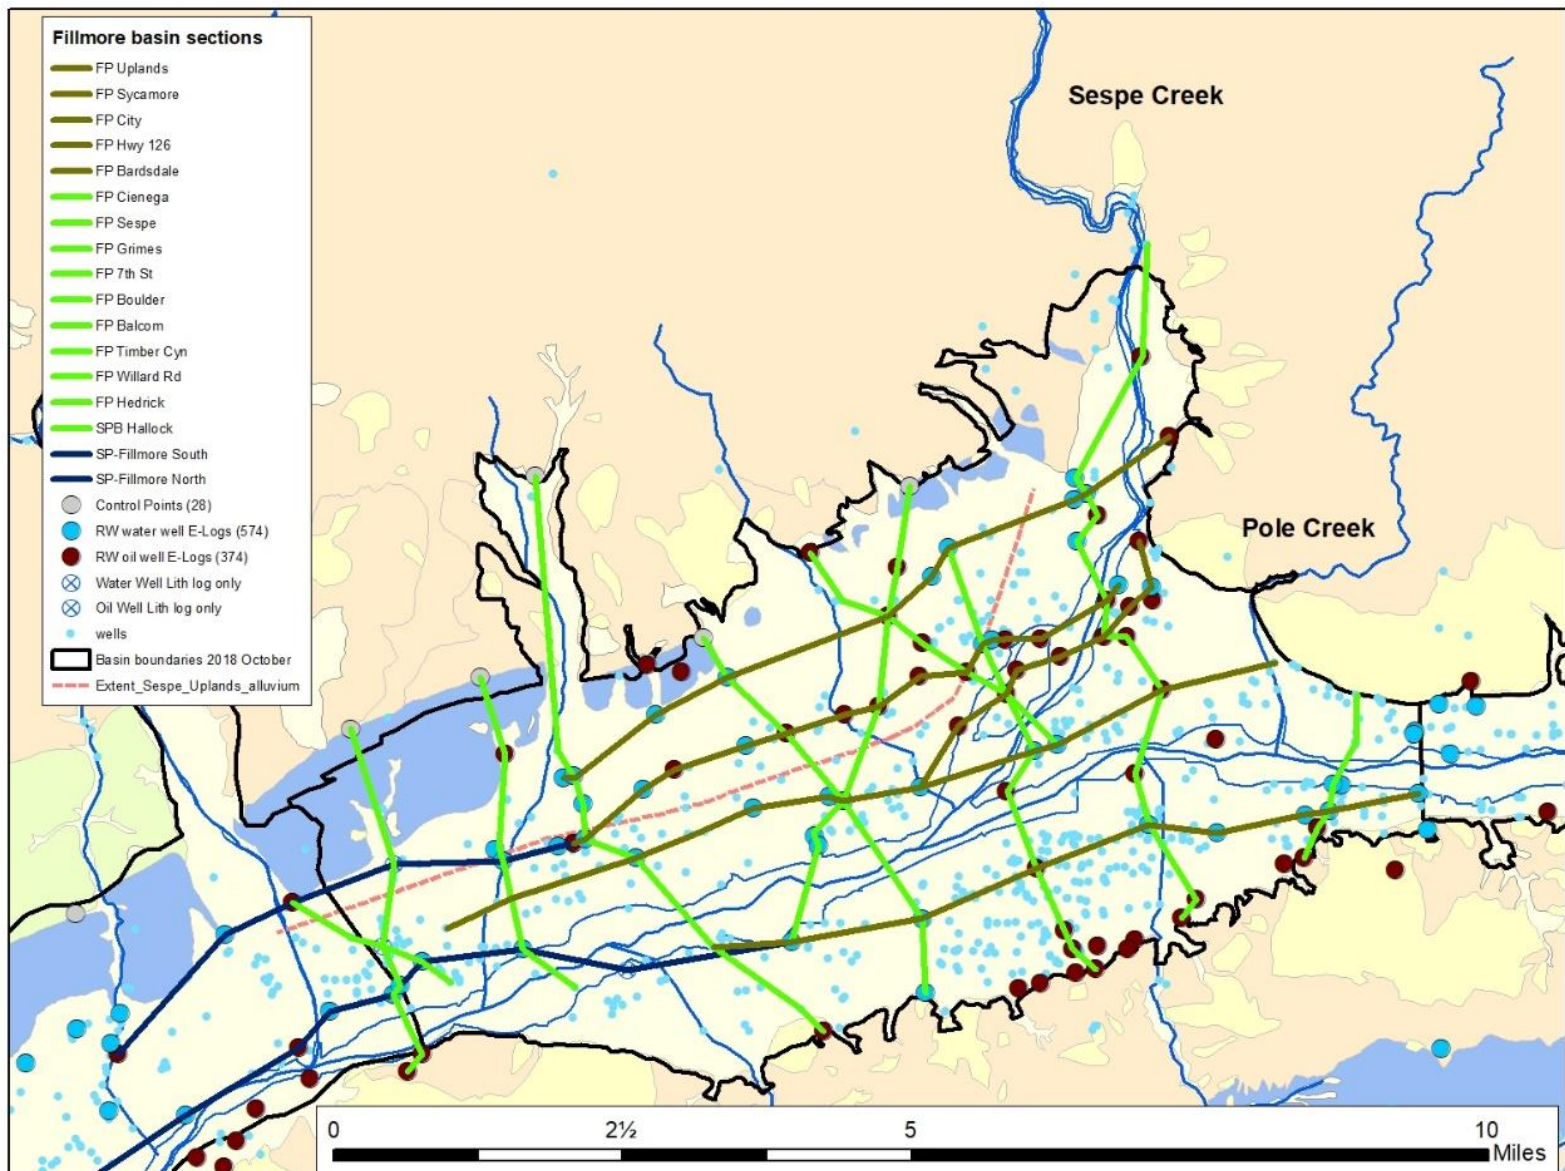 Fillmore basin sections
FP Uplands
FP Sycamore
FP City
FP Hwy 126
FP Bardsdale
FP Cienega
FP Sespe
FP Grimes
FP 7th St
FP Boulder
FP Balcom
FP Timber Cyn
FP Willard Rd
FP Hedrick
SPB Hallock
SP-Fillmore South
SP-Fillmore North
Control Points (28)
RW water well E-Logs (574)
RW oil well E-Logs (374)
Water Well Lith log only
Oil Well Lith log only
wells
Basin boundaries 2018 October
Extent_Sespe_Uplands_alluvium
Sespe Creek
Pole Creek
0 2½ 5 10
Miles